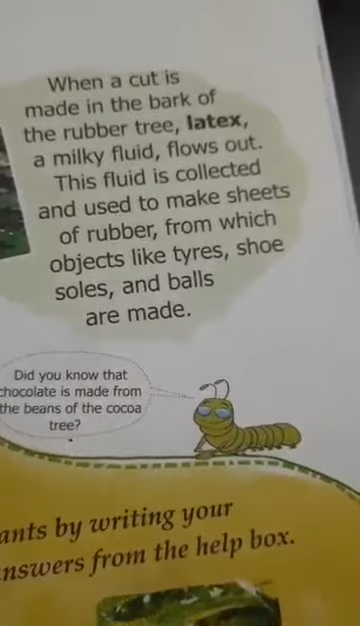 When a cut is
made in the bark of
the rubber tree, latex,
a milky fluid, flows out.
This fluid is collected
and used to make sheets
of rubber, from which
objects like tyres, shoe
soles, and balls
are made.
Did you know that
chocolate is made from
the beans of the cocoa
tree?
ants by writing your
nswers from the help box.